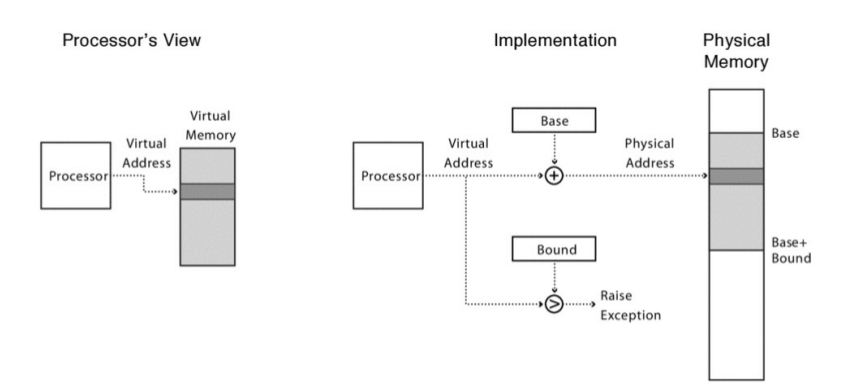 Processor's View
Implementation
Physical
Memory
Virtual
Memory
Virtual
Address
Processor
Base
Virtual
Address
Physical
Address
Processor
+
Base
Bound
Base+
Bound
>
Raise
Exception